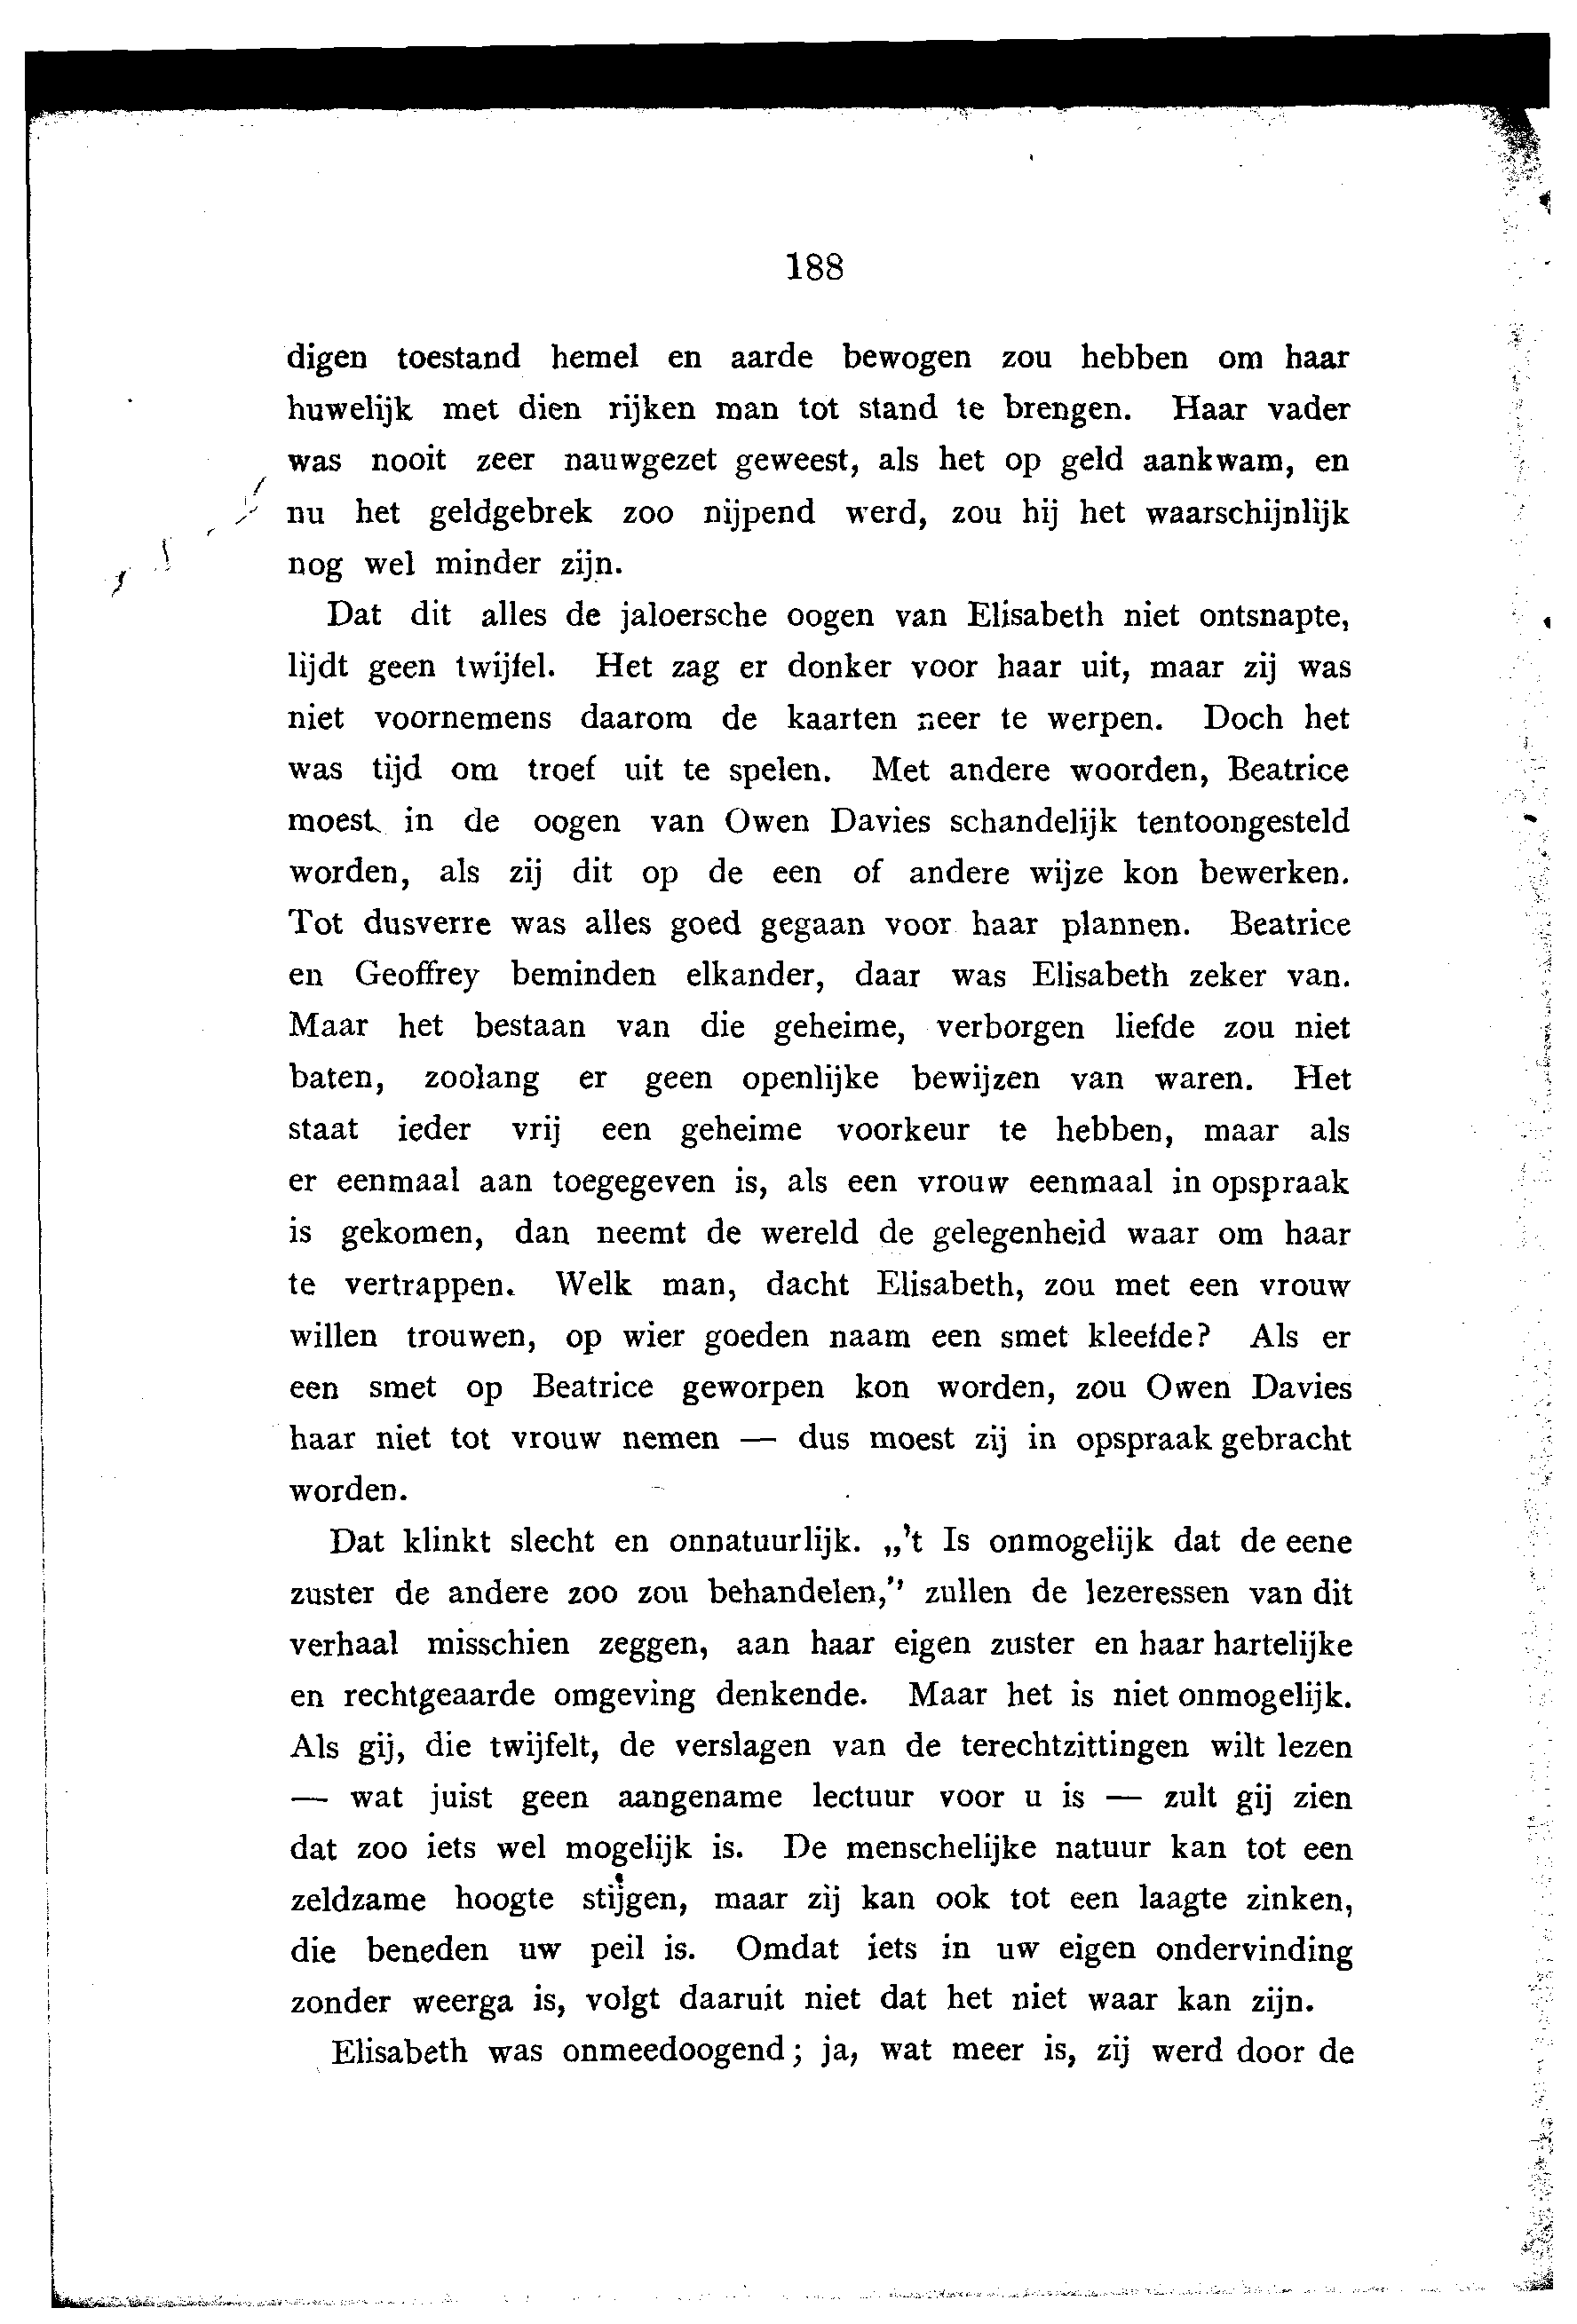 188
digen toestand hemel en aarde bewogen zou hebben om haar
huwelijk met dien rijken man tot stand te brengen. Haar vader
was nooit zeer nauwgezet geweest, als het op geld aankwam, en
nu het geldgebrek zoo nijpend werd, zou hij het waarschijnlijk
nog wel minder zijn.
Dat dit alles de jaloersche oogen van Elisabeth niet ontsnapte,
lijdt geen twijfel. Het zag er donker voor haar uit, maar zij was
niet voornemens daarom de kaarten neer te werpen. Doch het
was tijd om troef uit te spelen. Met andere woorden, Beatrice
moest in de oogen van Owen Davies schandelijk tentoongesteld
worden, als zij dit op de een of andere wijze kon bewerken.
Tot dusverre was alles goed gegaan voor haar plannen. Beatrice
en Geoffrey beminden elkander, daar was Elisabeth zeker van.
Maar het bestaan van die geheime, verborgen liefde zou niet
baten, zoolang er geen openlijke bewijzen van waren. Het
staat ieder vrij een geheime voorkeur te hebben, maar als
er eenmaal aan toegegeven is, als een vrouw eenmaal in opspraak
is gekomen, dan neemt de wereld de gelegenheid waar om haar
te vertrappen. Welk man, dacht Elisabeth, zou met een vrouw
willen trouwen, op wier goeden naam een smet kleefde? Als er
een smet op Beatrice geworpen kon worden, zou Owen Davies
haar niet tot vrouw nemen — dus moest zij in opspraak gebracht
worden.
Dat klinkt slecht en onnatuurlijk. „'t Is onmogelijk dat de eene
zuster de andere zoo zou behandelen,” zullen de lezeressen van dit
verhaal misschien zeggen, aan haar eigen zuster en haar hartelijke
en rechtgeaarde omgeving denkende. Maar het is niet onmogelijk.
Als gij, die twijfelt, de verslagen van de terechtzittingen wilt lezen
— wat juist geen aangename lectuur voor u is — zult gij zien
dat zoo iets wel mogelijk is. De menschelijke natuur kan tot een
zeldzame hoogte stijgen, maar zij kan ook tot een laagte zinken,
die beneden uw peil is. Omdat iets in uw eigen ondervinding
zonder weerga is, volgt daaruit niet dat het niet waar kan zijn.
Elisabeth was onmeedoogend; ja, wat meer is, zij werd door de